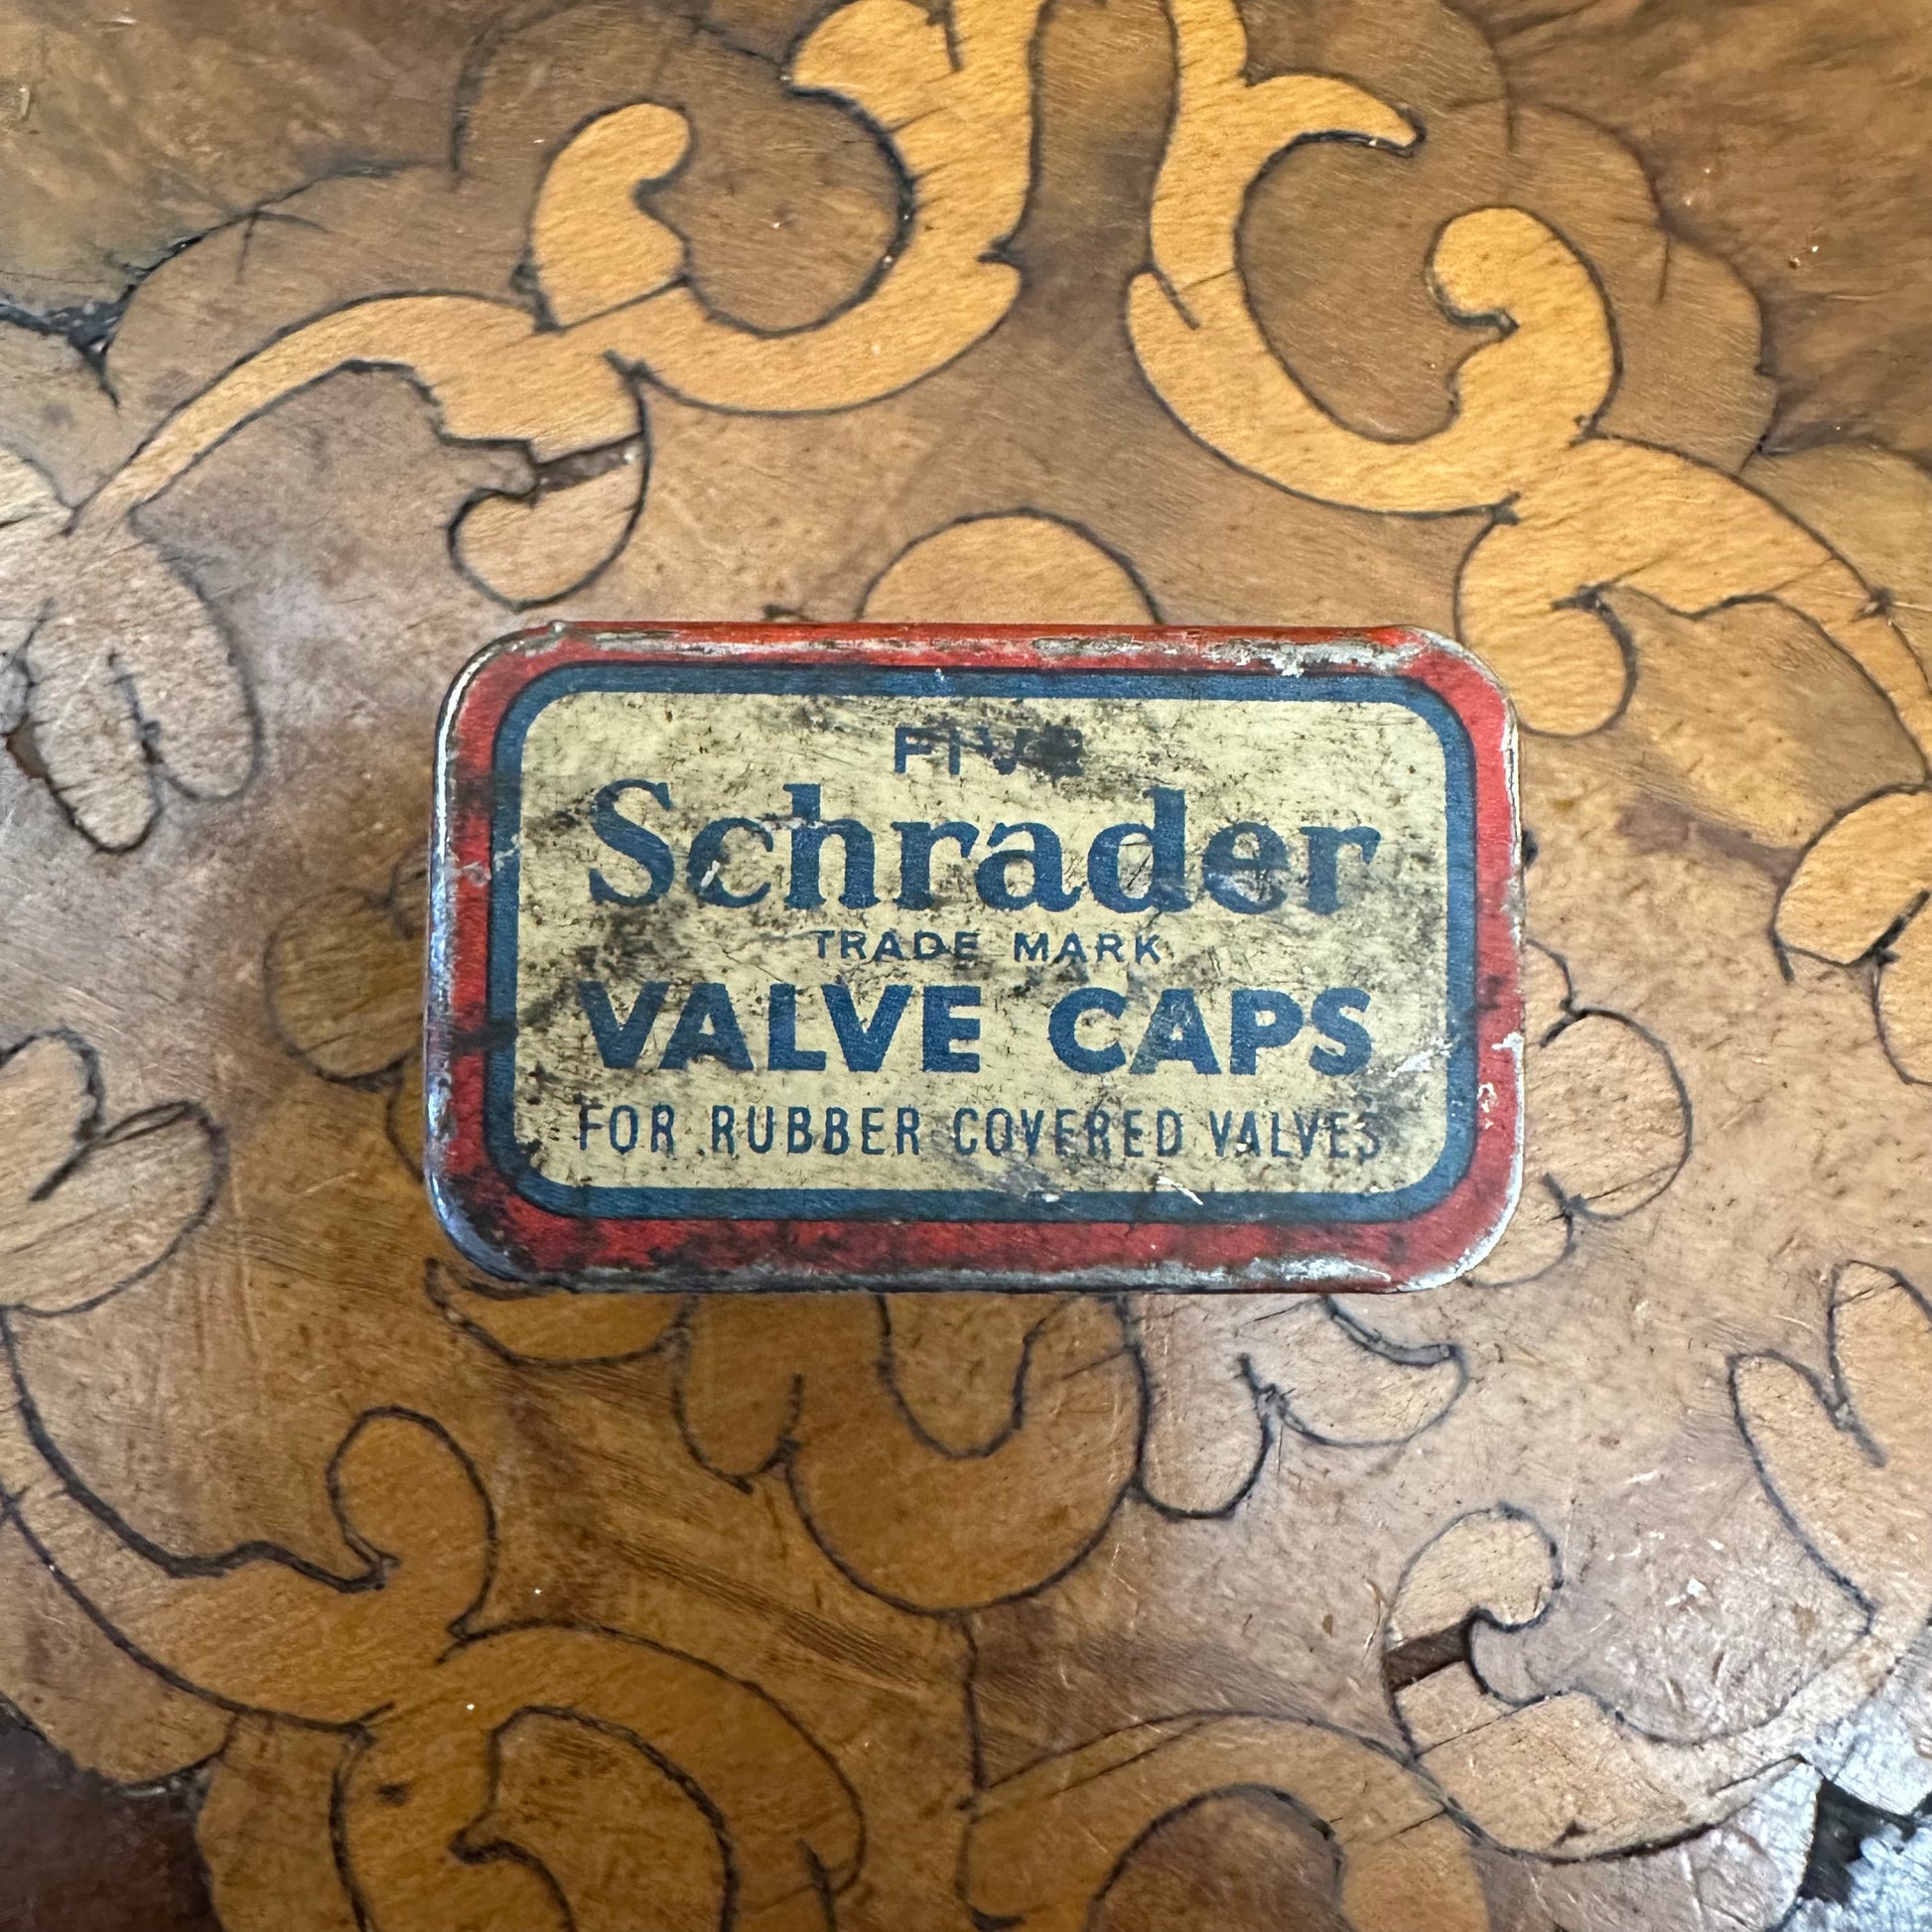 FIVE
Schrader
TRADE MARK
VALVE CAPS
FOR RUBBER COVERED VALVES